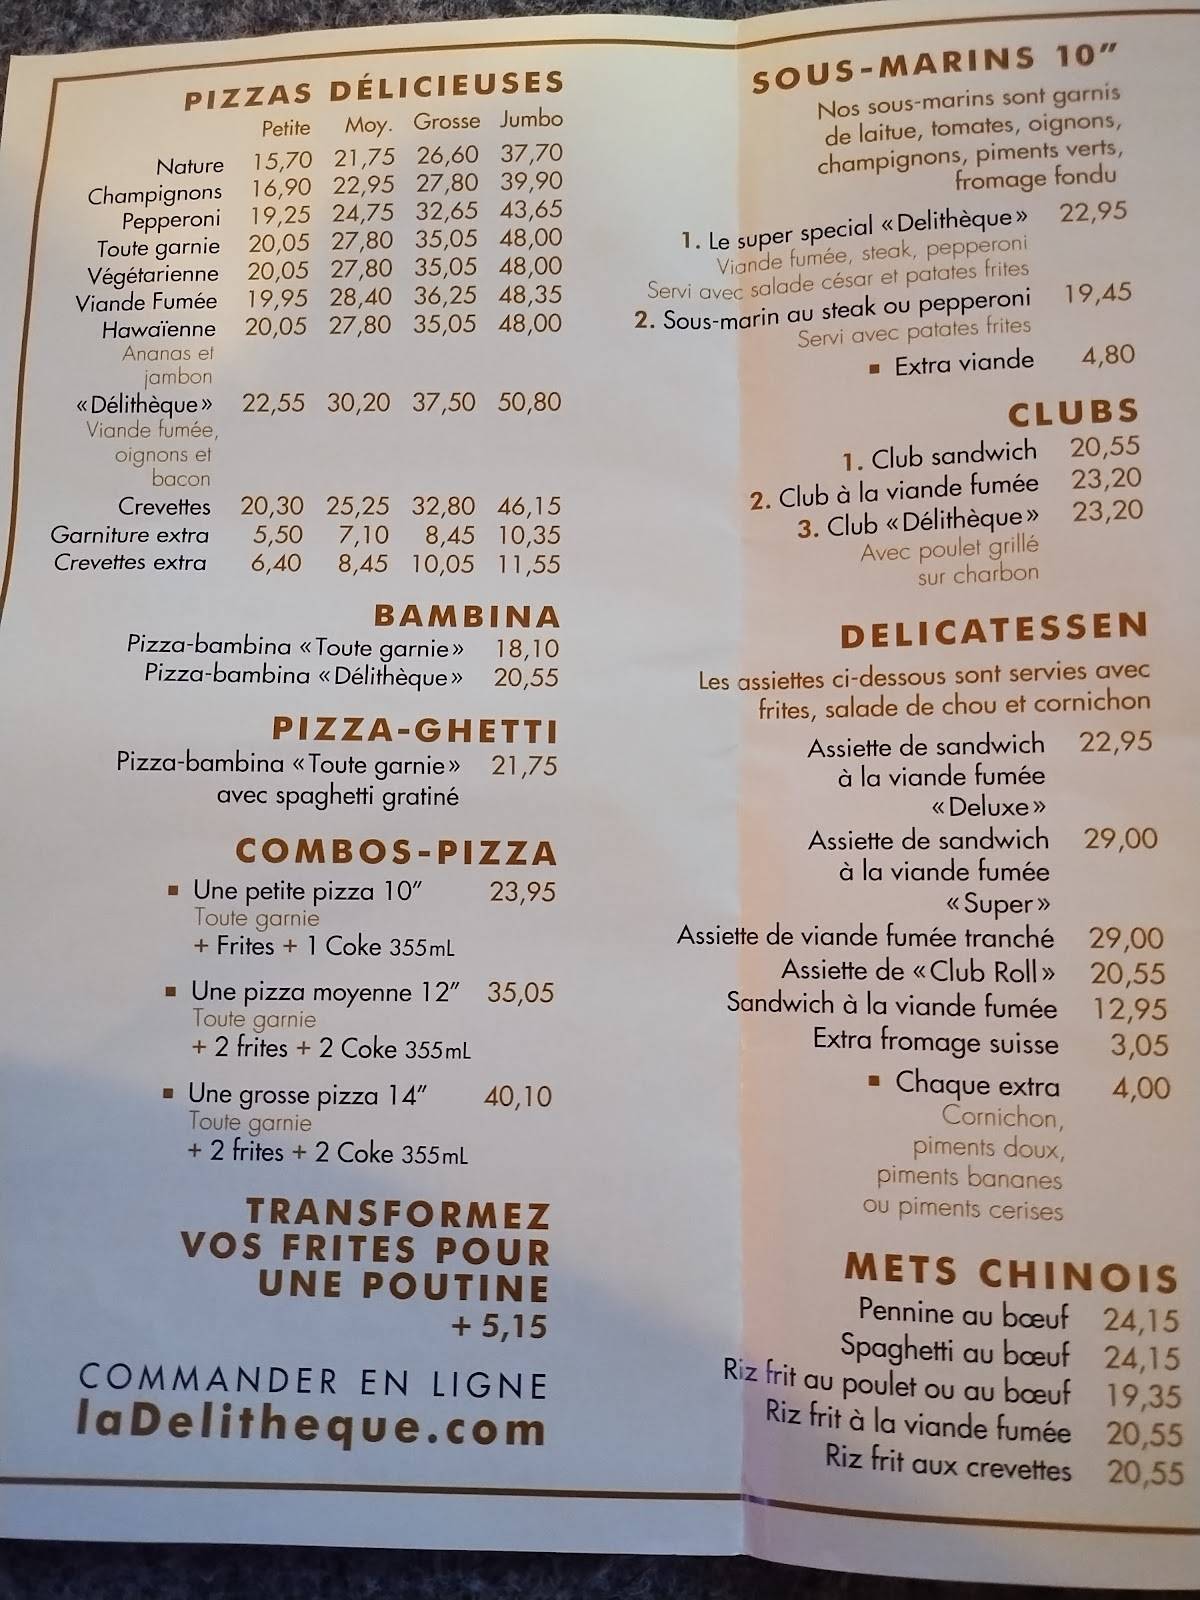 PIZZAS DÉLICIEUSES
Petite Moy. Grosse Jumbo
Nature 15,70 21,75 26,60 37,70
Champignons 16,90 22,95 27,80 39,90
Pepperoni 19,25 24,75 32,65 43,65
Toute garnie 20,05 27,80 35,05 48,00
Végétarienne 20,05 27,80 35,05 48,00
Viande Fumée 19,95 28,40 36,25 48,35
Hawaïenne 20,05 27,80 35,05 48,00
Ananas et
jambon
«Délithèque» 22,55 30,20 37,50 50,80
Viande fumée,
oignons et
bacon
Crevettes 20,30 25,25 32,80 46,15
Garniture extra 5,50 7,10 8,45 10,35
Crevettes extra 6,40 8,45 10,05 11,55
BAMBINA
Pizza-bambina «Toute garnie» 18,10
Pizza-bambina «Délithèque» 20,55
PIZZA-GHETTI
Pizza-bambina «Toute garnie» 21,75
avec spaghetti gratiné
COMBOS-PIZZA
▪ Une petite pizza 10" 23,95
Toute garnie
+ Frites + 1 Coke 355mL
▪ Une pizza moyenne 12" 35,05
Toute garnie
+ 2 frites + 2 Coke 355mL
▪ Une grosse pizza 14" 40,10
Toute garnie
+ 2 frites + 2 Coke 355mL
TRANSFORMEZ
VOS FRITES POUR
UNE POUTINE
+ 5,15
COMMANDER EN LIGNE
laDelitheque.com
SOUS-MARINS 10"
Nos sous-marins sont garnis
de laitue, tomates, oignons,
champignons, piments verts,
fromage fondu
1. Le super special «Delithèque» 22,95
Viande fumée, steak, pepperoni
Servi avec salade césar et patates frites
2. Sous-marin au steak ou pepperoni 19,45
Servi avec patates frites
▪ Extra viande 4,80
CLUBS
1. Club sandwich 20,55
2. Club à la viande fumée 23,20
3. Club «Délithèque» 23,20
Avec poulet grillé
sur charbon
DELICATESSEN
Les assiettes ci-dessous sont servies avec
frites, salade de chou et cornichon
Assiette de sandwich 22,95
à la viande fumée
«Deluxe»
Assiette de sandwich 29,00
à la viande fumée
«Super»
Assiette de viande fumée tranché 29,00
Assiette de «Club Roll» 20,55
Sandwich à la viande fumée 12,95
Extra fromage suisse 3,05
▪ Chaque extra 4,00
Cornichon,
piments doux,
piments bananes
ou piments cerises
METS CHINOIS
Pennine au bœuf 24,15
Spaghetti au bœuf 24,15
Riz frit au poulet ou au bœuf 19,35
Riz frit à la viande fumée 20,55
Riz frit aux crevettes 20,55